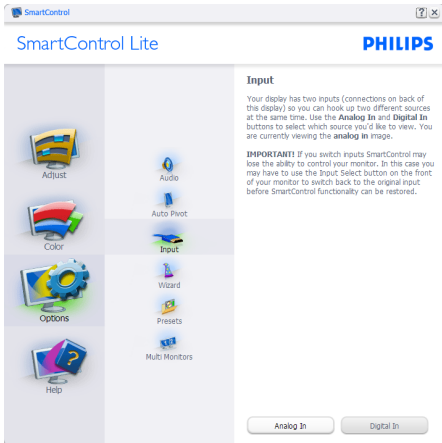 SmartControl
SmartControl Lite
PHILIPS
Adjust
Color
Options
Help
Audio
Auto Pivot
Input
Wizard
Presets
Multi Monitors
Input
Your display has two inputs (connections on back of
this display) so you can hook up two different sources
at the same time. Use the Analog In and Digital In
buttons to select which source you'd like to view. You
are currently viewing the analog in image.
IMPORTANT! If you switch inputs SmartControl may
lose the ability to control your monitor. In this case you
may have to use the Input Select button on the front
of your monitor to switch back to the original input
before SmartControl functionality can be restored.
Analog In
Digital In